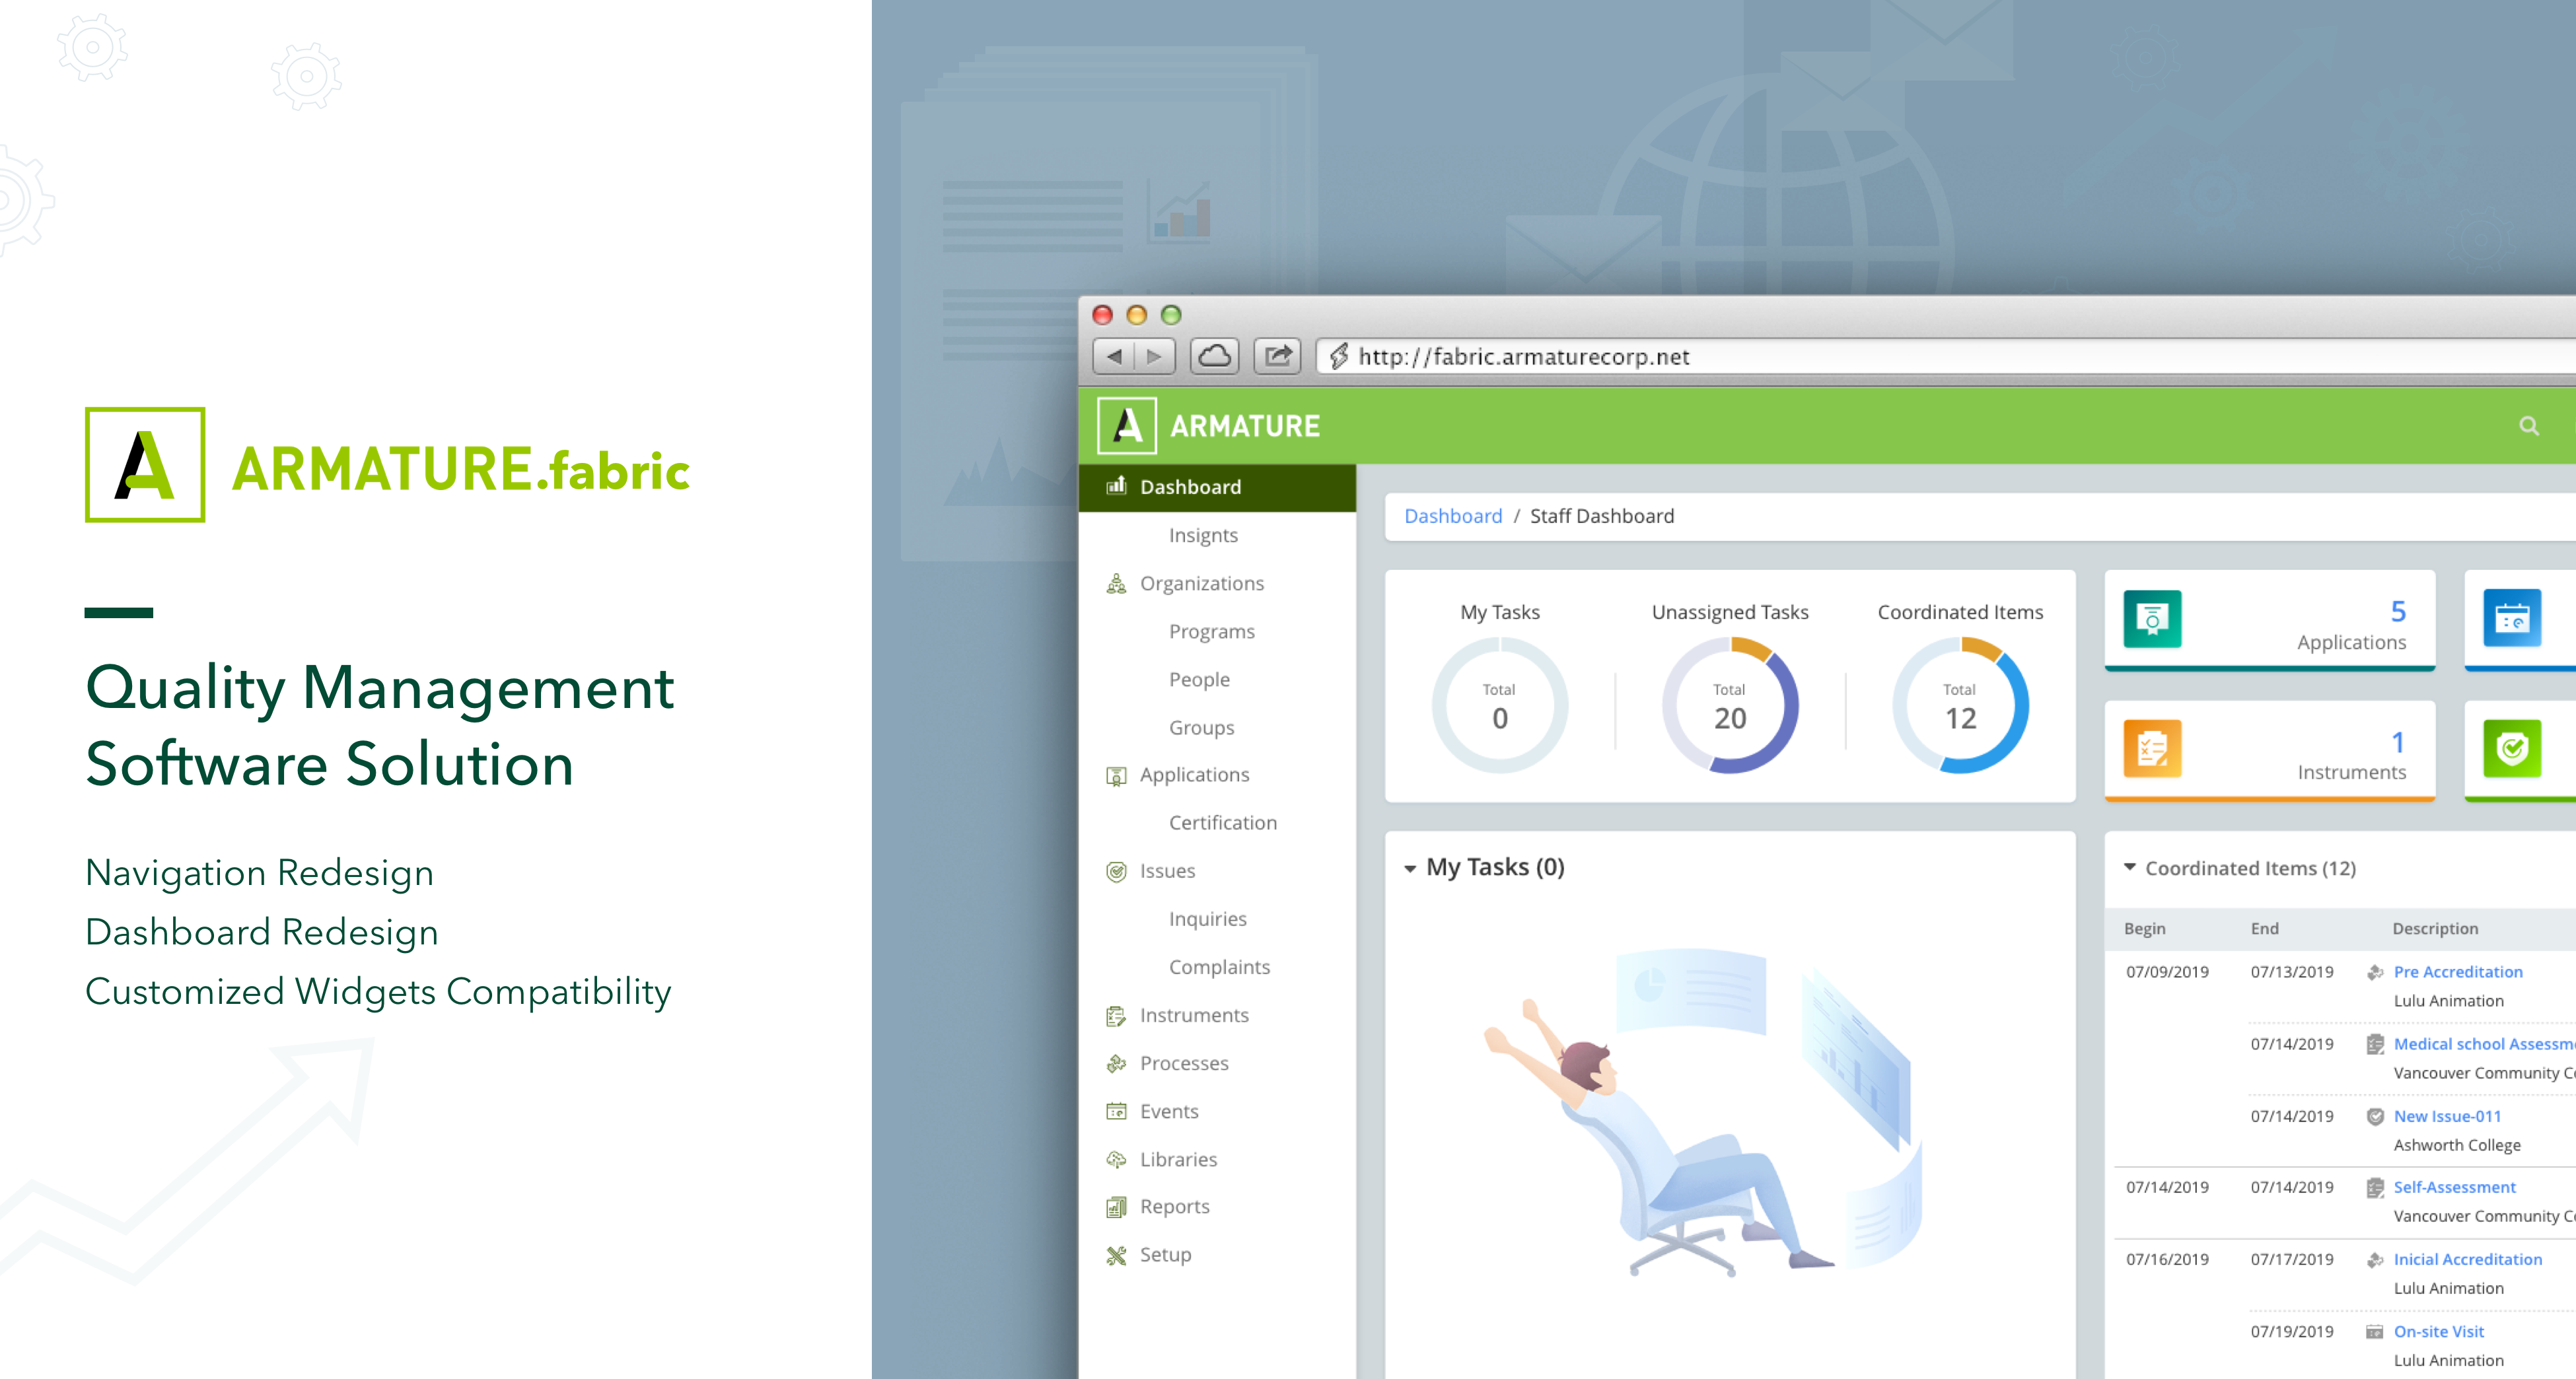 ARMATURE.fabric
Quality Management
Software Solution
Navigation Redesign
Dashboard Redesign
Customized Widgets Compatibility
http://fabric.armaturecorp.net
ARMATURE
Dashboard
Insignts
Organizations
Programs
People
Groups
Applications
Certification
Issues
Inquiries
Complaints
Instruments
Processes
Events
Libraries
Reports
Setup
Dashboard / Staff Dashboard
My Tasks Unassigned Tasks Coordinated Items
Total Total Total
0 20 12
5
Applications
1
Instruments
My Tasks (0)
Coordinated Items (12)
Begin End Description
07/09/2019 07/13/2019 Pre Accreditation
Lulu Animation
07/14/2019 Medical school Assessm
Vancouver Community C
07/14/2019 New Issue-011
Ashworth College
07/14/2019 07/14/2019 Self-Assessment
Vancouver Community C
07/16/2019 07/17/2019 Inicial Accreditation
Lulu Animation
07/19/2019 On-site Visit
Lulu Animation